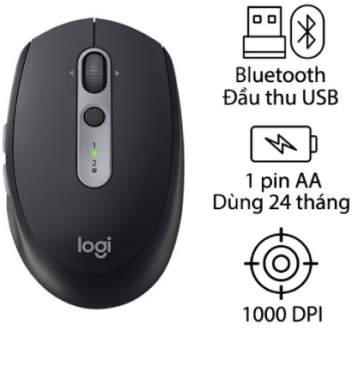 1
2
logi
Bluetooth
Đầu thu USB
1 pin AA
Dùng 24 tháng
1000 DPI